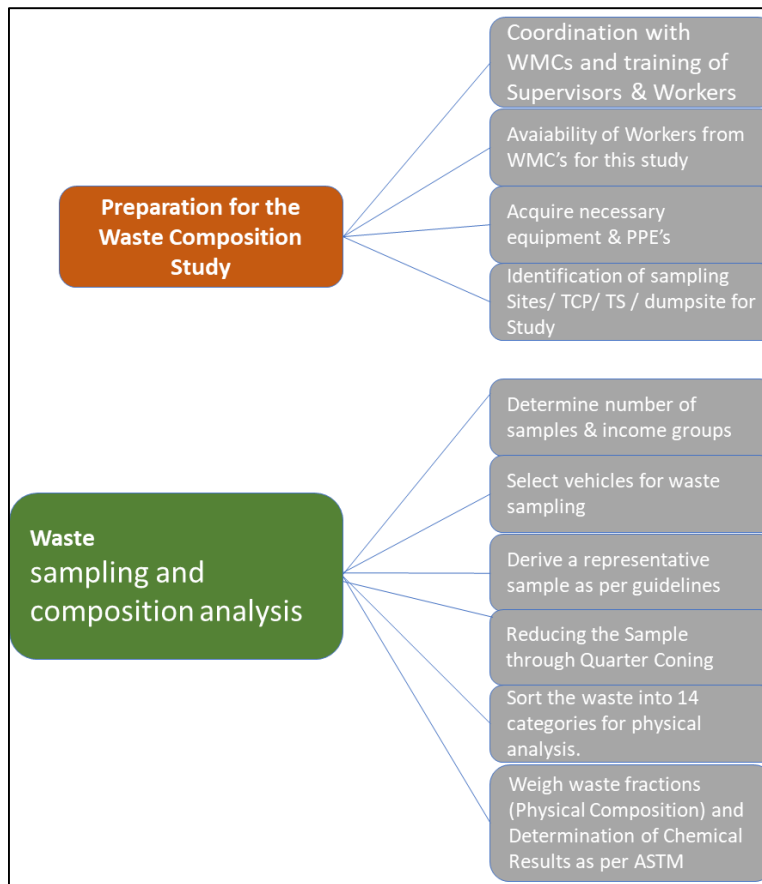 Coordination with
WMCs and training of
Supervisors & Workers
Avaiability of Workers from
WMC's for this study
Preparation for the
Waste Composition
Study
Acquire necessary
equipment & PPE's
Identification of sampling
Sites/ TCP/ TS / dumpsite for
Study
Determine number of
samples & income groups
Select vehicles for waste
sampling
Waste
sampling and
composition analysis
Derive a representative
sample as per guidelines
Reducing the Sample
through Quarter Coning
Sort the waste into 14
categories for physical
analysis.
Weigh waste fractions
(Physical Composition) and
Determination of Chemical
Results as per ASTM